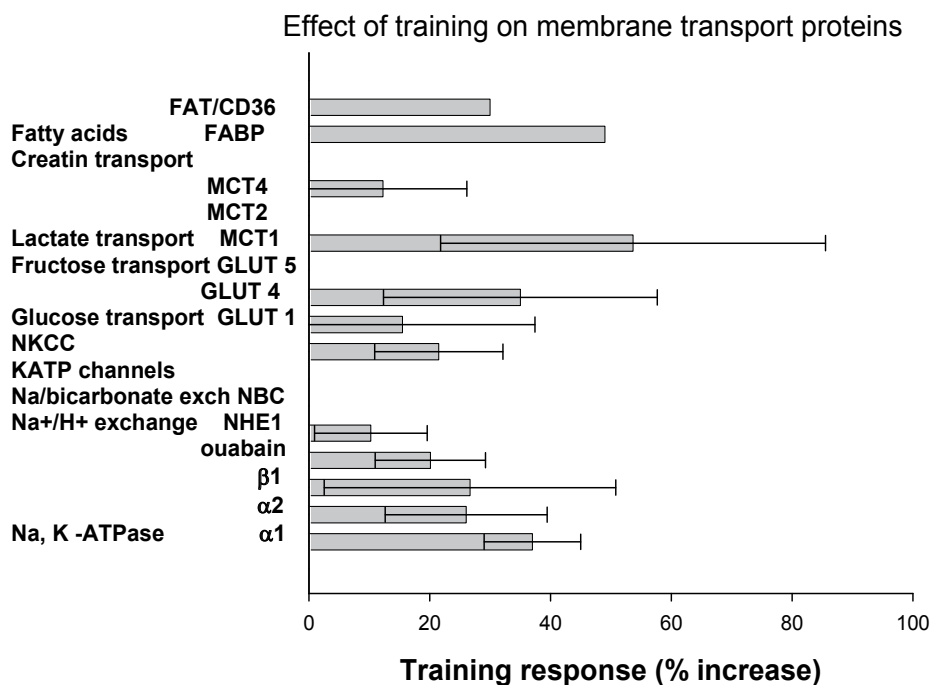 Effect of training on membrane transport proteins
FAT/CD36
Fatty acids FABP
Creatin transport
MCT4
MCT2
Lactate transport MCT1
Fructose transport GLUT 5
GLUT 4
Glucose transport GLUT 1
NKCC
KATP channels
Na/bicarbonate exch NBC
Na+/H+ exchange NHE1
ouabain
β1
α2
Na, K -ATPase α1
0 20 40 60 80 100
Training response (% increase)